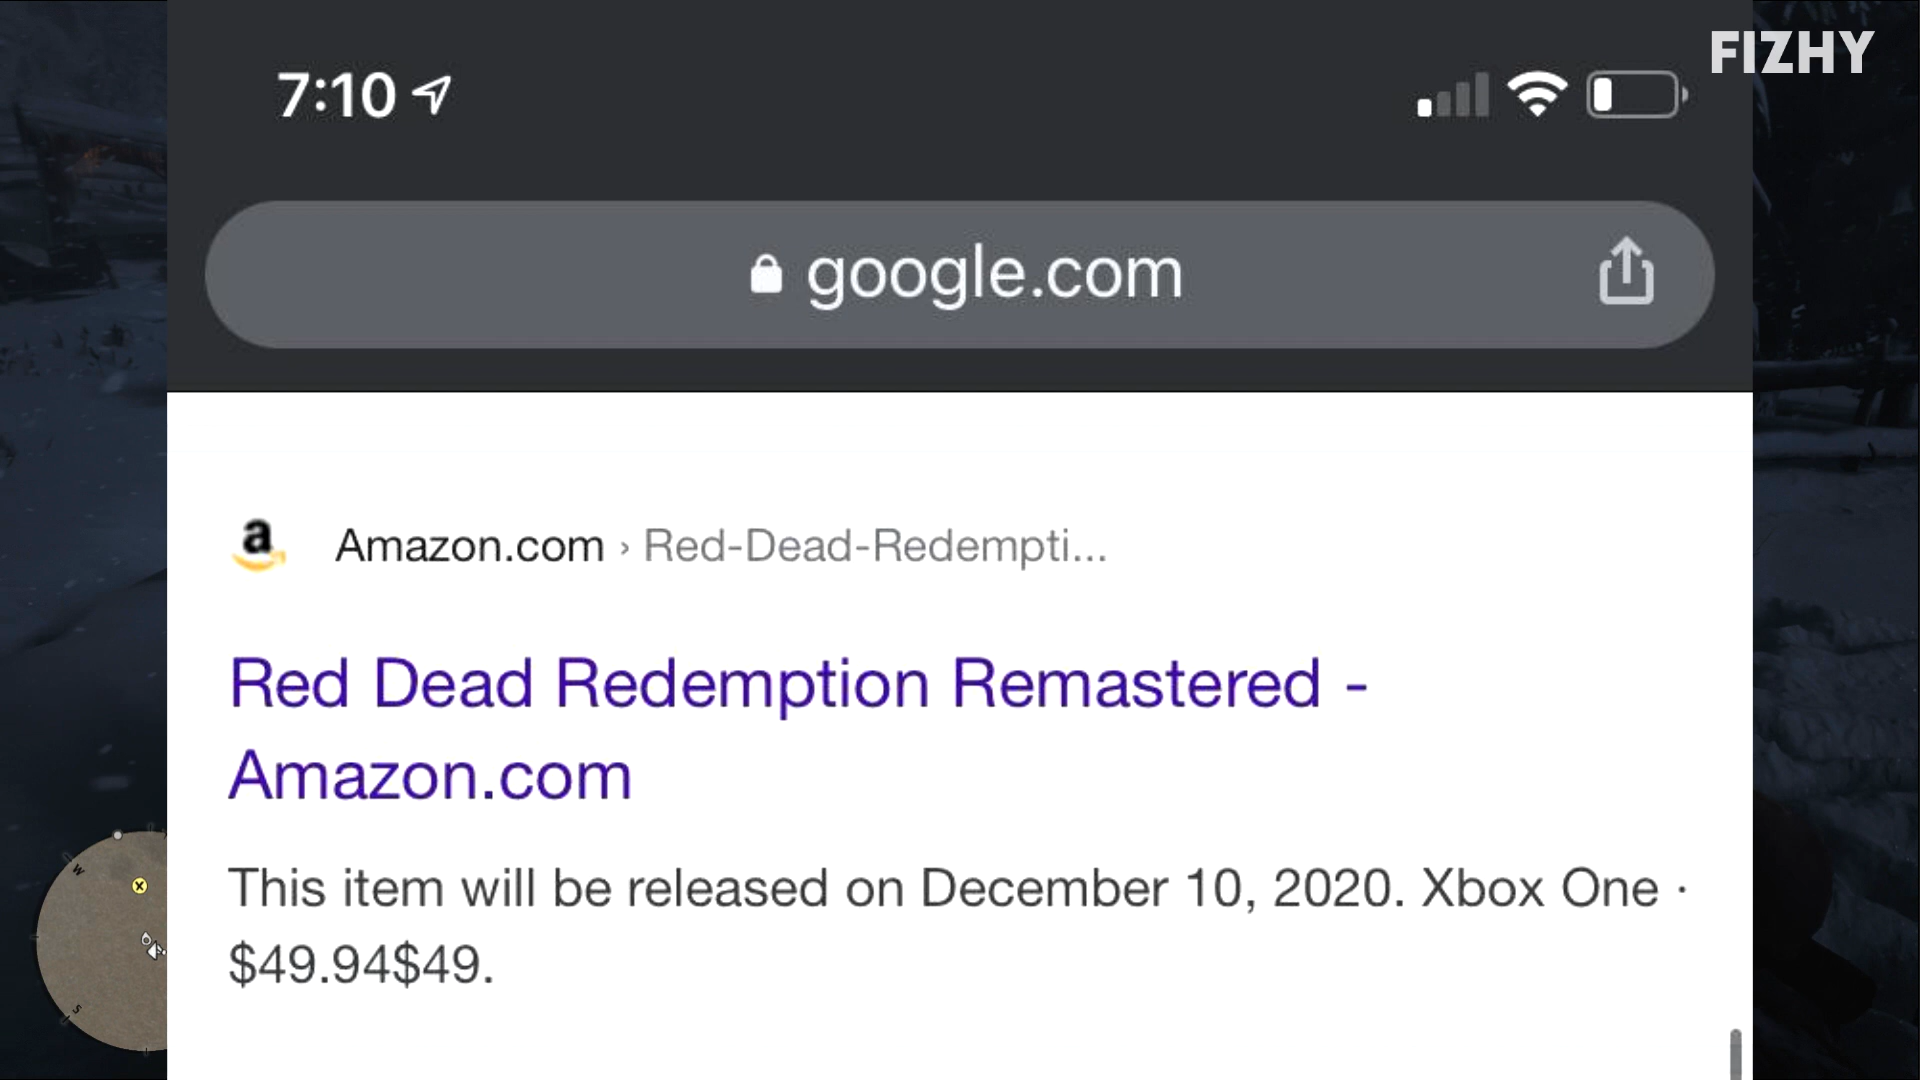 FIZHY
7:10
google.com
a
Amazon.com › Red-Dead-Redempti...
Red Dead Redemption Remastered -
Amazon.com
This item will be released on December 10, 2020. Xbox One ·
$49.94$49.
W
X
S